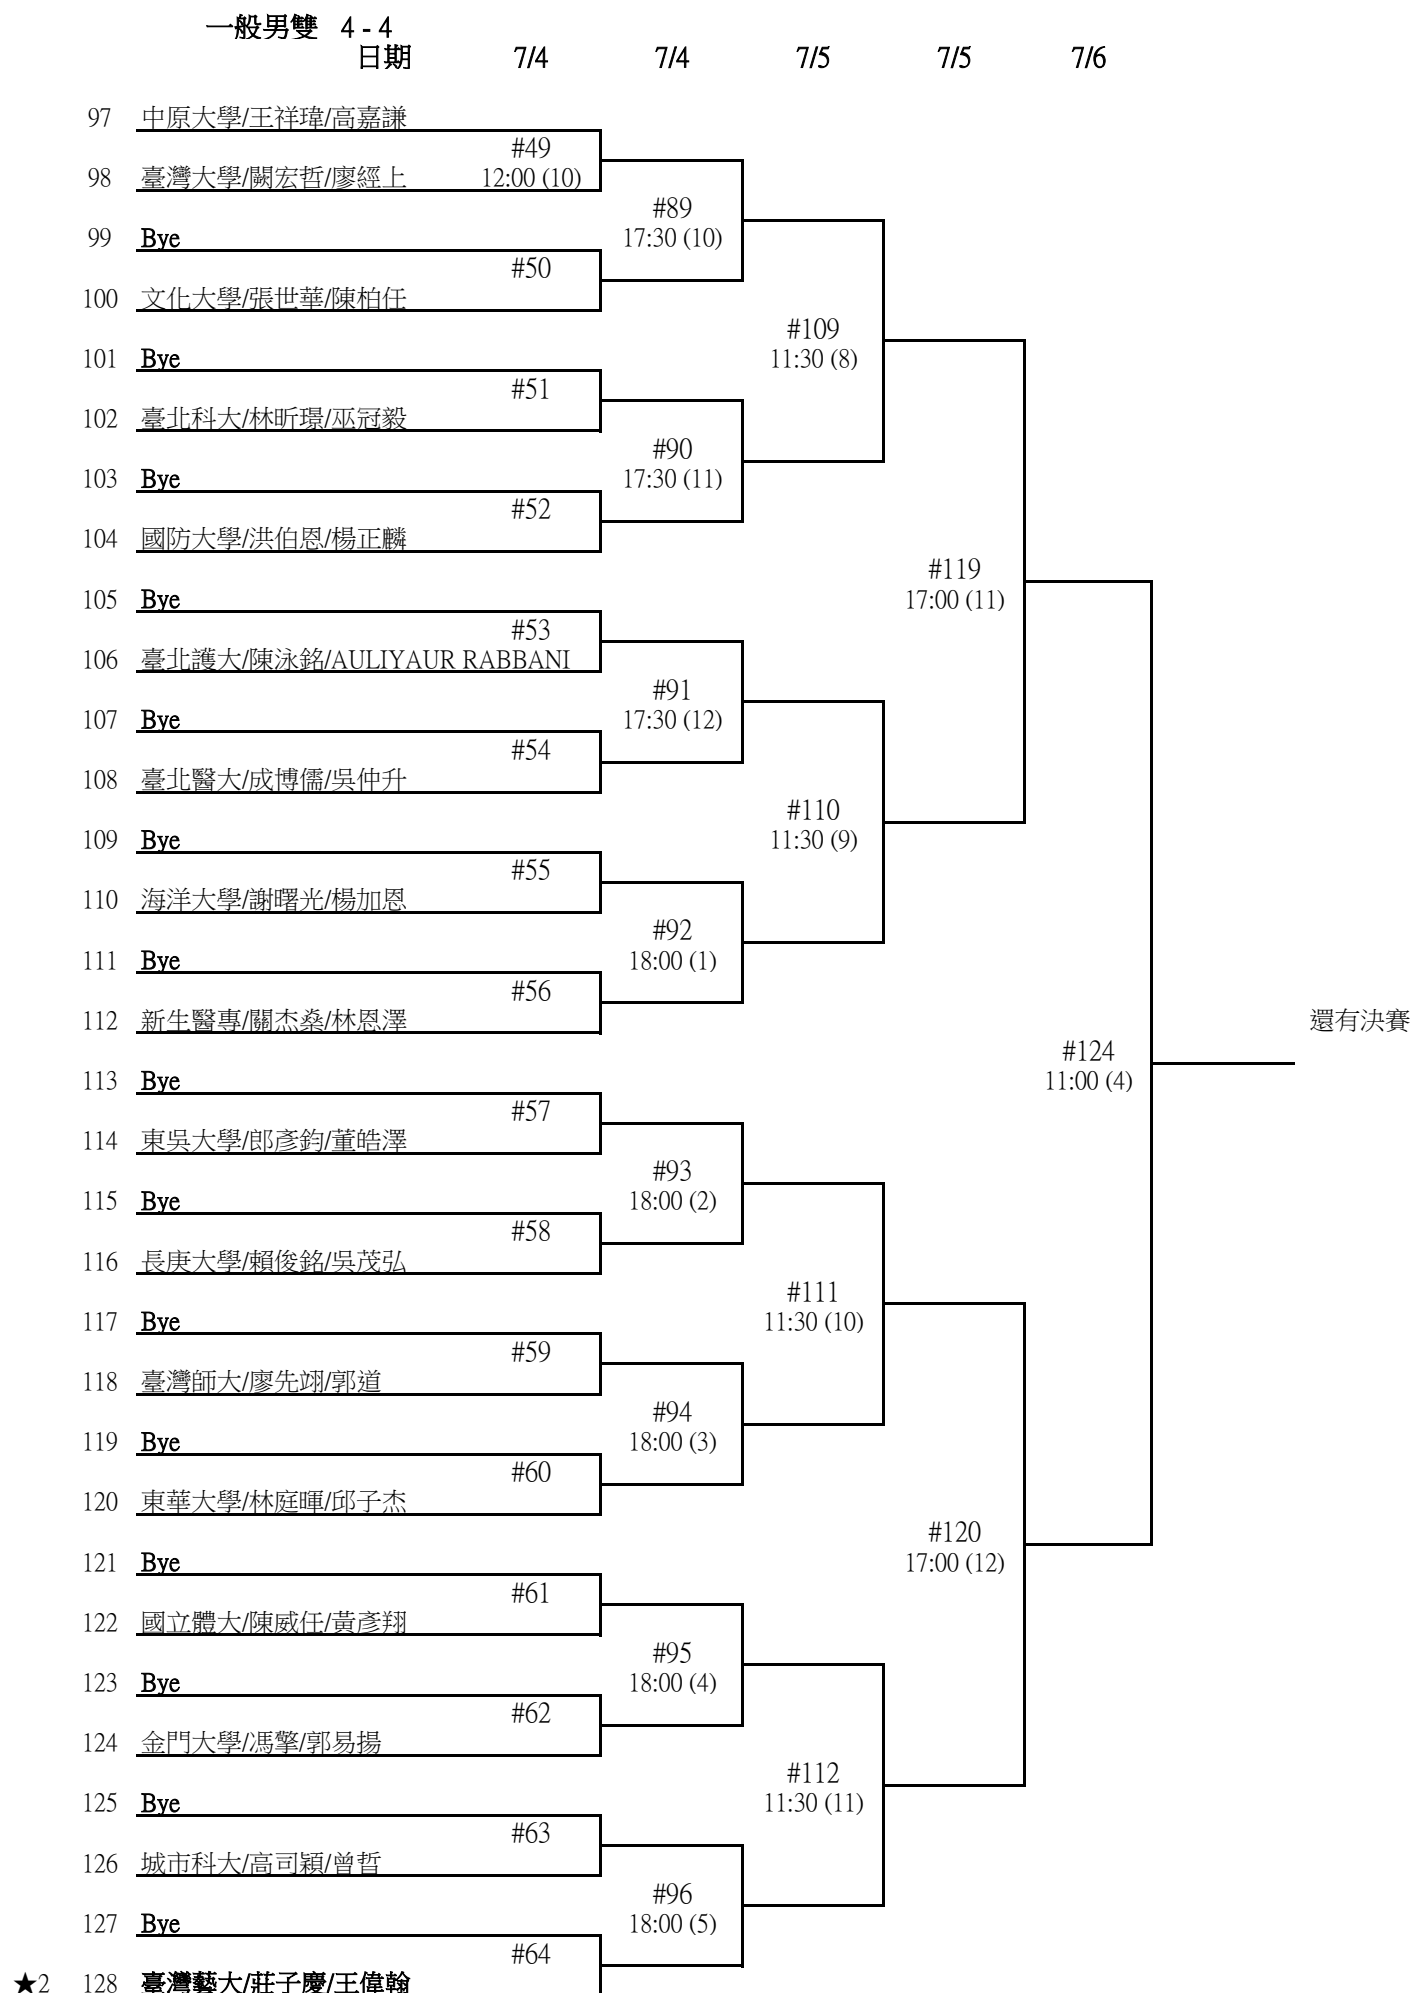 一般男雙 4 - 4
日期 7/4 7/4 7/5 7/5 7/6
97 中原大學/王祥瑋/高嘉謙
#49
98 臺灣大學/闕宏哲/廖經上 12:00 (10)
#89
99 Bye 17:30 (10)
#50
100 文化大學/張世華/陳柏任
#109
101 Bye 11:30 (8)
#51
102 臺北科大/林昕璟/巫冠毅
#90
103 Bye 17:30 (11)
#52
104 國防大學/洪伯恩/楊正麟
#119
105 Bye 17:00 (11)
#53
106 臺北護大/陳泳銘/AULIYAUR RABBANI
#91
107 Bye 17:30 (12)
#54
108 臺北醫大/成博儒/吳仲升
#110
109 Bye 11:30 (9)
#55
110 海洋大學/謝曙光/楊加恩
#92
111 Bye 18:00 (1)
#56
112 新生醫專/關杰燊/林恩澤 還有決賽
#124
113 Bye 11:00 (4)
#57
114 東吳大學/郎彥鈞/董皓澤
#93
115 Bye 18:00 (2)
#58
116 長庚大學/賴俊銘/吳茂弘
#111
117 Bye 11:30 (10)
#59
118 臺灣師大/廖先翊/郭道
#94
119 Bye 18:00 (3)
#60
120 東華大學/林庭暉/邱子杰
#120
121 Bye 17:00 (12)
#61
122 國立體大/陳威任/黃彥翔
#95
123 Bye 18:00 (4)
#62
124 金門大學/馮擎/郭易揚
#112
125 Bye 11:30 (11)
#63
126 城市科大/高司穎/曾晢
#96
127 Bye 18:00 (5)
#64
★2 128 臺灣藝大/莊子慶/王偉翰